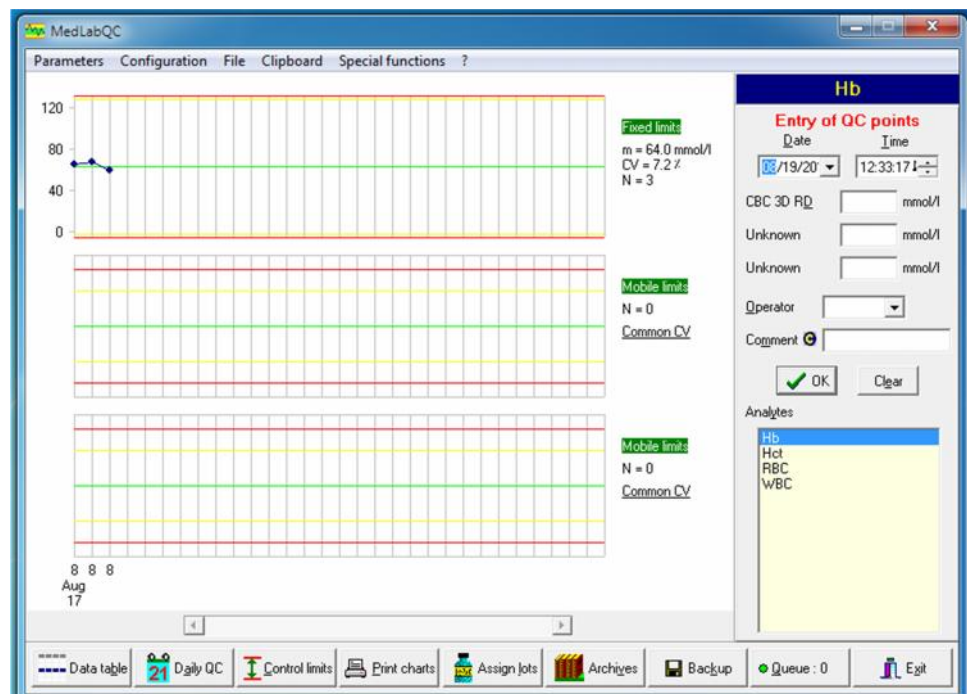 MedLabQC
Parameters Configuration File Clipboard Special functions ?
120
80
40
0
Fixed limits
m = 64.0 mmol/l
CV = 7.2 %
N = 3
Mobile limits
N = 0
Common CV
Mobile limits
N = 0
Common CV
8 8 8
Aug
17
Hb
Entry of QC points
Date Time
08/19/20 12:33:17
CBC 3D RD mmol/l
Unknown mmol/l
Unknown mmol/l
Operator
Comment
OK Clear
Analytes
Hb
Hct
RBC
WBC
Data table 21 Daily QC Control limits Print charts Assign lots Archives Backup Queue : 0 Exit